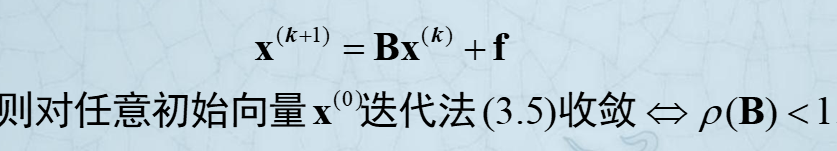 x^(k+1) = Bx^(k) + f
则对任意初始向量 x^(0)迭代法 (3.5)收敛 ⇔ ρ(B) < 1